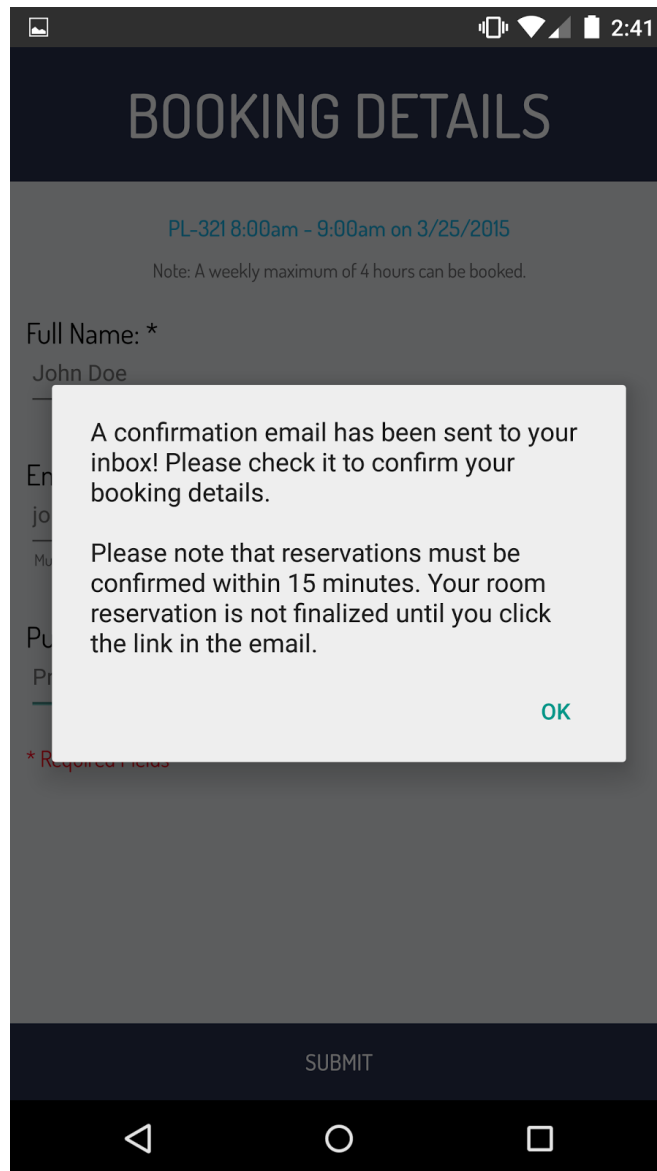 2:41
BOOKING DETAILS
PL-321 8:00am - 9:00am on 3/25/2015
Note: A weekly maximum of 4 hours can be booked.
Full Name: *
John Doe
A confirmation email has been sent to your
inbox! Please check it to confirm your
booking details.
Please note that reservations must be
confirmed within 15 minutes. Your room
reservation is not finalized until you click
the link in the email.
OK
* Required Fields
SUBMIT